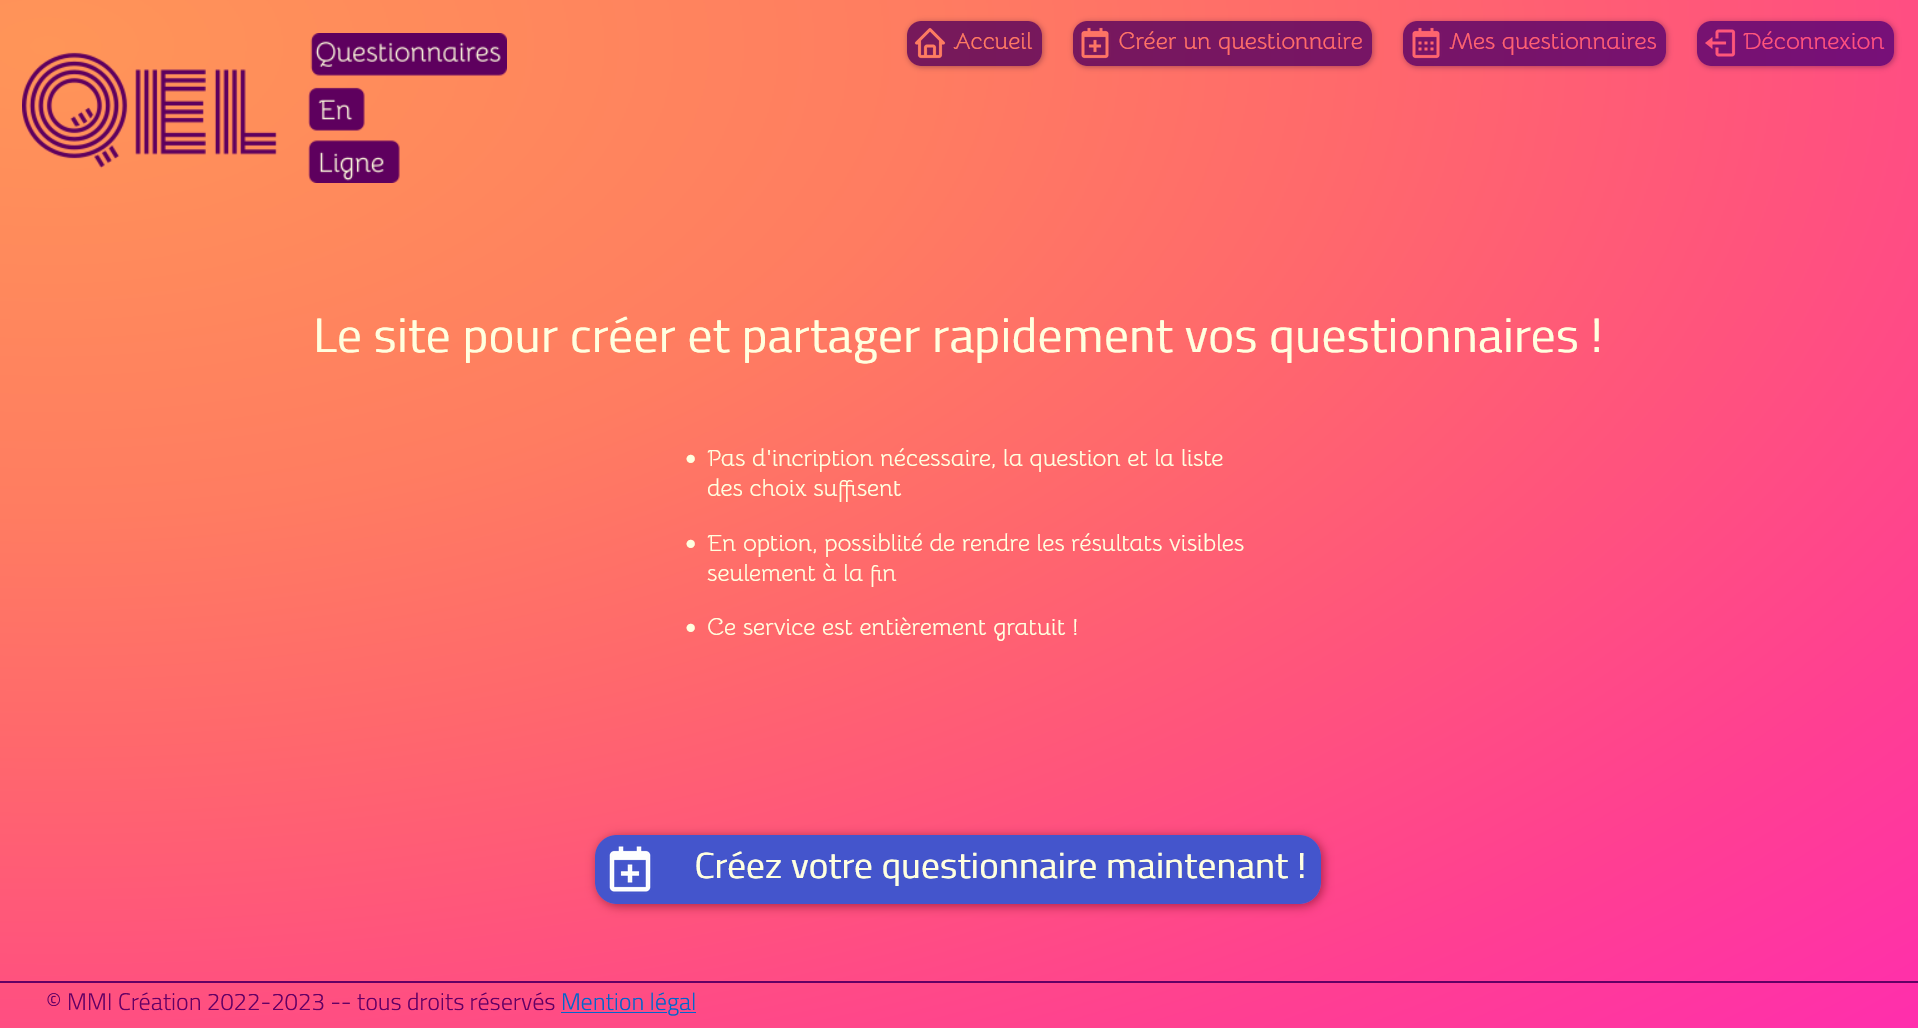 QEL
Questionnaires
En
Ligne
Accueil
Créer un questionnaire
Mes questionnaires
Déconnexion
Le site pour créer et partager rapidement vos questionnaires !
Pas d'incription nécessaire, la question et la liste
des choix suffisent
En option, possiblité de rendre les résultats visibles
seulement à la fin
Ce service est entièrement gratuit !
Créez votre questionnaire maintenant !
© MMI Création 2022-2023 -- tous droits réservés Mention légal